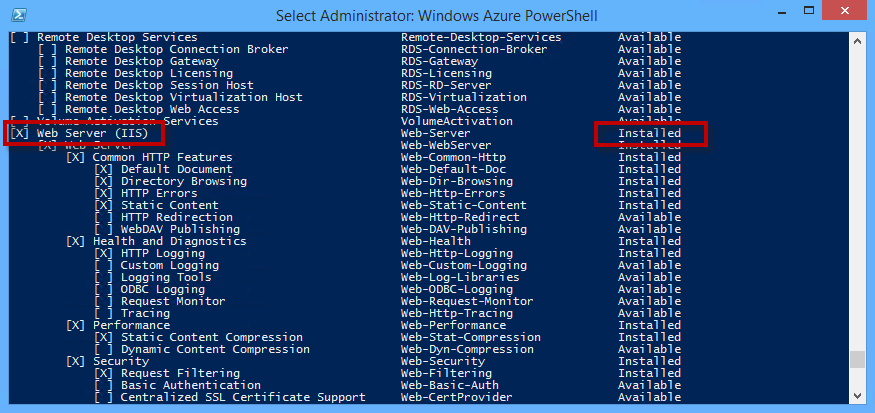 Select Administrator: Windows Azure PowerShell
[ ] Remote Desktop Services Remote-Desktop-Services Available
[ ] Remote Desktop Connection Broker RDS-Connection-Broker Available
[ ] Remote Desktop Gateway RDS-Gateway Available
[ ] Remote Desktop Licensing RDS-Licensing Available
[ ] Remote Desktop Session Host RDS-RD-Server Available
[ ] Remote Desktop Virtualization Host RDS-Virtualization Available
[ ] Remote Desktop Web Access RDS-Web-Access Available
[ ] Volume Activation Services VolumeActivation Available
[X] Web Server (IIS) Web-Server Installed
[X] Web Server Web-WebServer Installed
[X] Common HTTP Features Web-Common-Http Installed
[X] Default Document Web-Default-Doc Installed
[X] Directory Browsing Web-Dir-Browsing Installed
[X] HTTP Errors Web-Http-Errors Installed
[X] Static Content Web-Static-Content Installed
[ ] HTTP Redirection Web-Http-Redirect Available
[ ] WebDAV Publishing Web-DAV-Publishing Available
[X] Health and Diagnostics Web-Health Installed
[X] HTTP Logging Web-Http-Logging Installed
[ ] Custom Logging Web-Custom-Logging Available
[ ] Logging Tools Web-Log-Libraries Available
[ ] ODBC Logging Web-ODBC-Logging Available
[ ] Request Monitor Web-Request-Monitor Available
[ ] Tracing Web-Http-Tracing Available
[X] Performance Web-Performance Installed
[X] Static Content Compression Web-Stat-Compression Installed
[ ] Dynamic Content Compression Web-Dyn-Compression Available
[X] Security Web-Security Installed
[X] Request Filtering Web-Filtering Installed
[ ] Basic Authentication Web-Basic-Auth Available
[ ] Centralized SSL Certificate Support Web-CertProvider Available